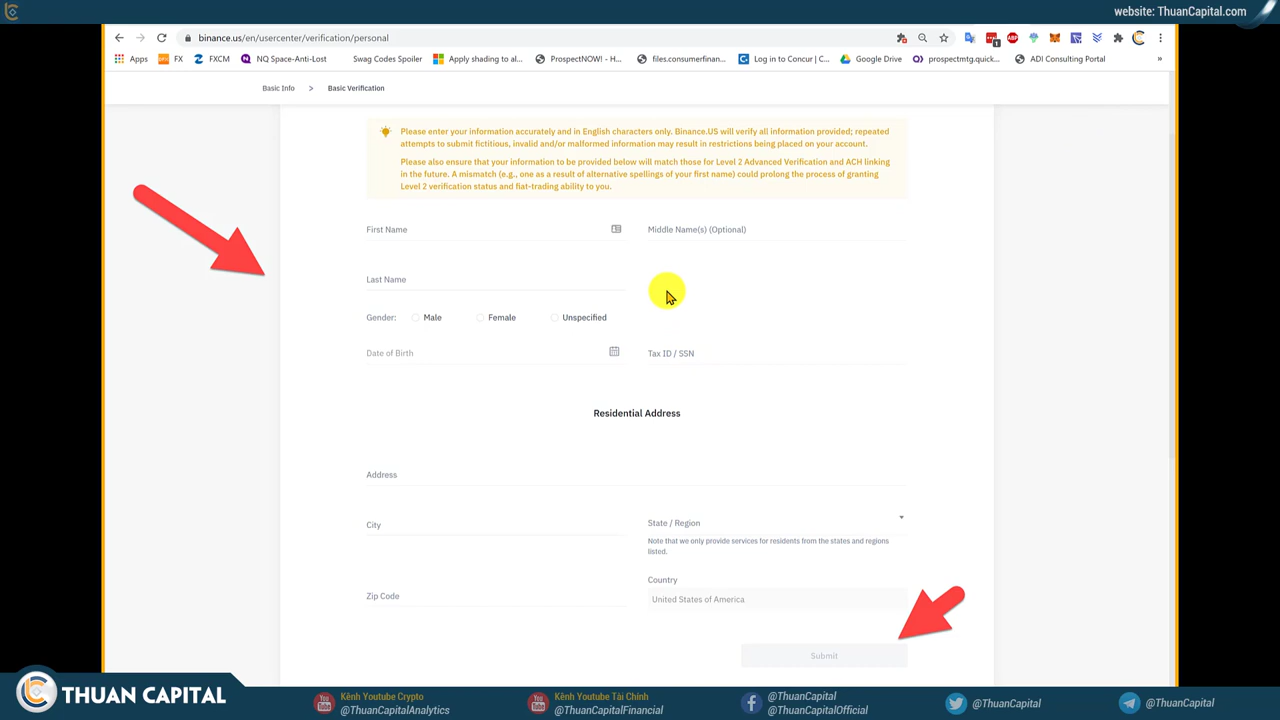 website: ThuanCapital.com
binance.us/en/usercenter/verification/personal
Apps
FX
FXCM
NQ Space-Anti-Lost
Swag Codes Spoiler
Apply shading to al...
ProspectNOW! - H...
files.consumerfinan...
Log in to Concur | C...
Google Drive
prospectmtg.quick...
ADI Consulting Portal
»
Basic Info > Basic Verification
Please enter your information accurately and in English characters only. Binance.US will verify all information provided; repeated
attempts to submit fictitious, invalid and/or malformed information may result in restrictions being placed on your account.
Please also ensure that your information to be provided below will match those for Level 2 Advanced Verification and ACH linking
in the future. A mismatch (e.g., one as a result of alternative spellings of your first name) could prolong the process of granting
Level 2 verification status and fiat-trading ability to you.
First Name
Middle Name(s) (Optional)
Last Name
Gender: Male Female Unspecified
Date of Birth
Tax ID / SSN
Residential Address
Address
City
State / Region
Note that we only provide services for residents from the states and regions
listed.
Country
United States of America
Zip Code
Submit
THUAN CAPITAL
Kênh Youtube Crypto
@ThuanCapitalAnalytics
Kênh Youtube Tài Chính
@ThuanCapitalFinancial
@ThuanCapital
@ThuanCapitalOfficial
@ThuanCapital
@ThuanCapital